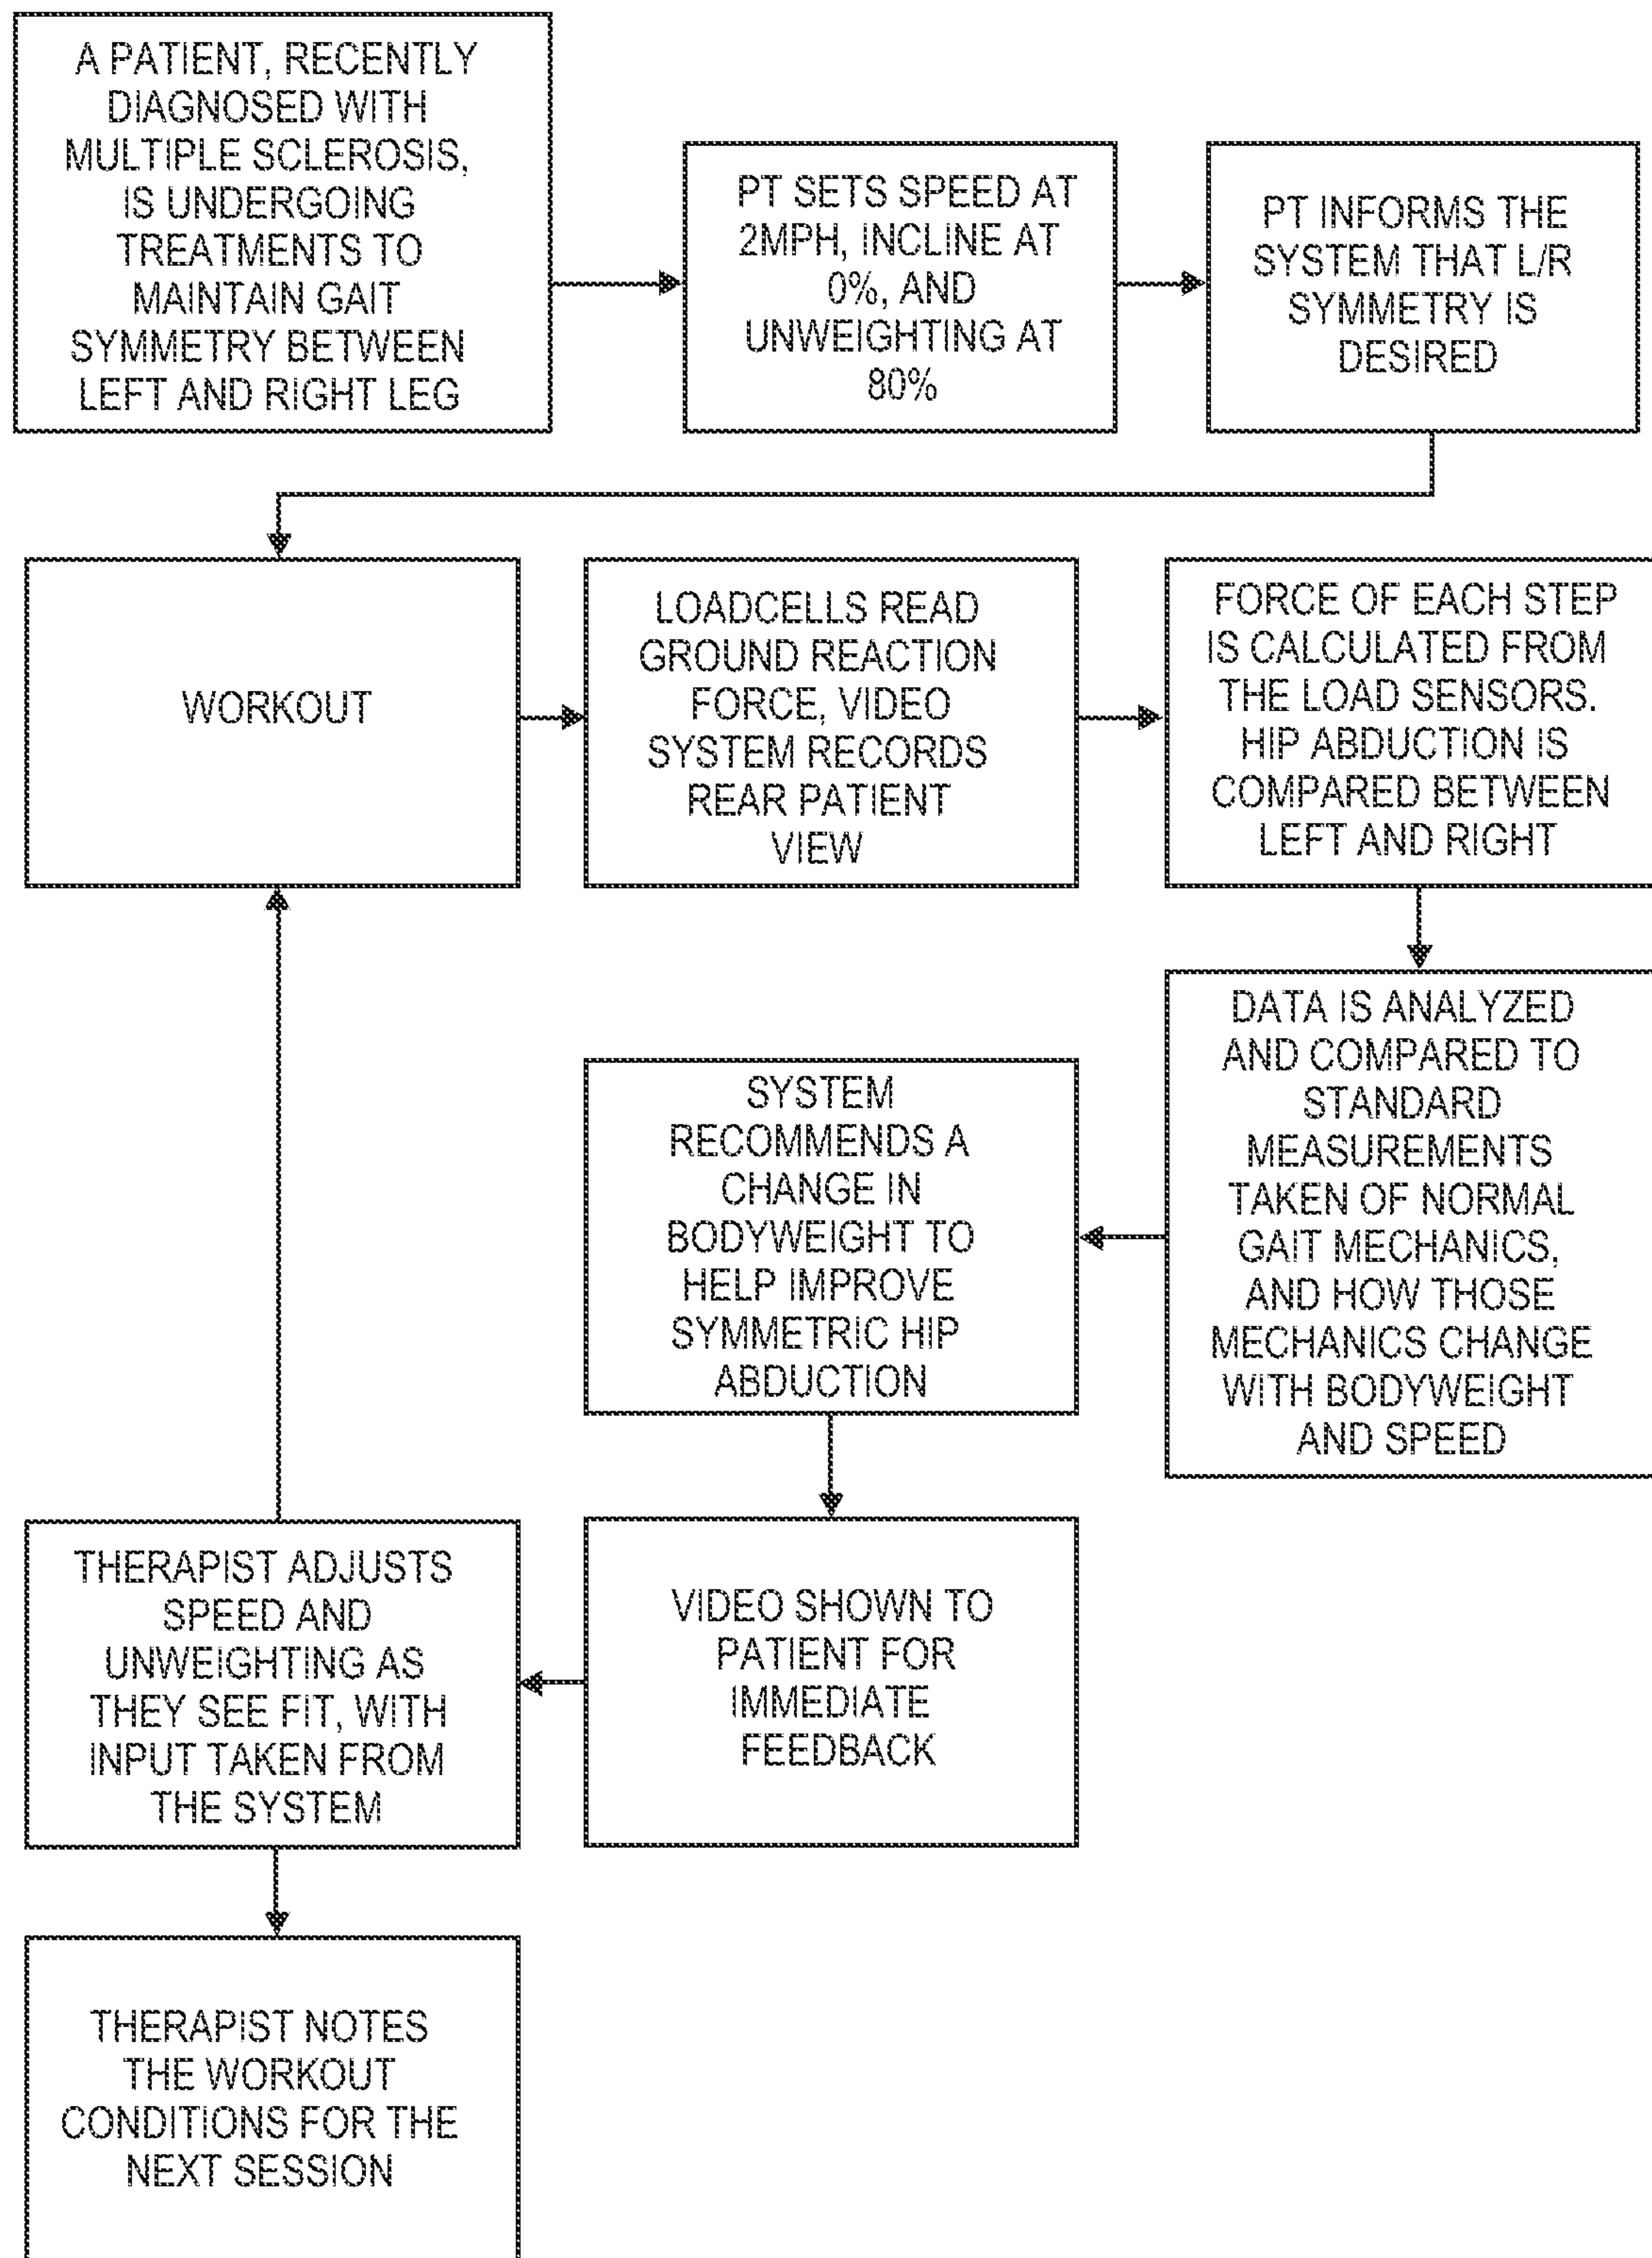 A PATIENT, RECENTLY
DIAGNOSED WITH
MULTIPLE SCLEROSIS,
IS UNDERGOING
TREATMENTS TO
MAINTAIN GAIT
SYMMETRY BETWEEN
LEFT AND RIGHT LEG
PT SETS SPEED AT
2MPH, INCLINE AT
0%, AND
UNWEIGHTING AT
80%
PT INFORMS THE
SYSTEM THAT L/R
SYMMETRY IS
DESIRED
WORKOUT
LOADCELLS READ
GROUND REACTION
FORCE, VIDEO
SYSTEM RECORDS
REAR PATIENT
VIEW
FORCE OF EACH STEP
IS CALCULATED FROM
THE LOAD SENSORS.
HIP ABDUCTION IS
COMPARED BETWEEN
LEFT AND RIGHT
DATA IS ANALYZED
AND COMPARED TO
STANDARD
MEASUREMENTS
TAKEN OF NORMAL
GAIT MECHANICS,
AND HOW THOSE
MECHANICS CHANGE
WITH BODYWEIGHT
AND SPEED
SYSTEM
RECOMMENDS A
CHANGE IN
BODYWEIGHT TO
HELP IMPROVE
SYMMETRIC HIP
ABDUCTION
VIDEO SHOWN TO
PATIENT FOR
IMMEDIATE
FEEDBACK
THERAPIST ADJUSTS
SPEED AND
UNWEIGHTING AS
THEY SEE FIT, WITH
INPUT TAKEN FROM
THE SYSTEM
THERAPIST NOTES
THE WORKOUT
CONDITIONS FOR THE
NEXT SESSION